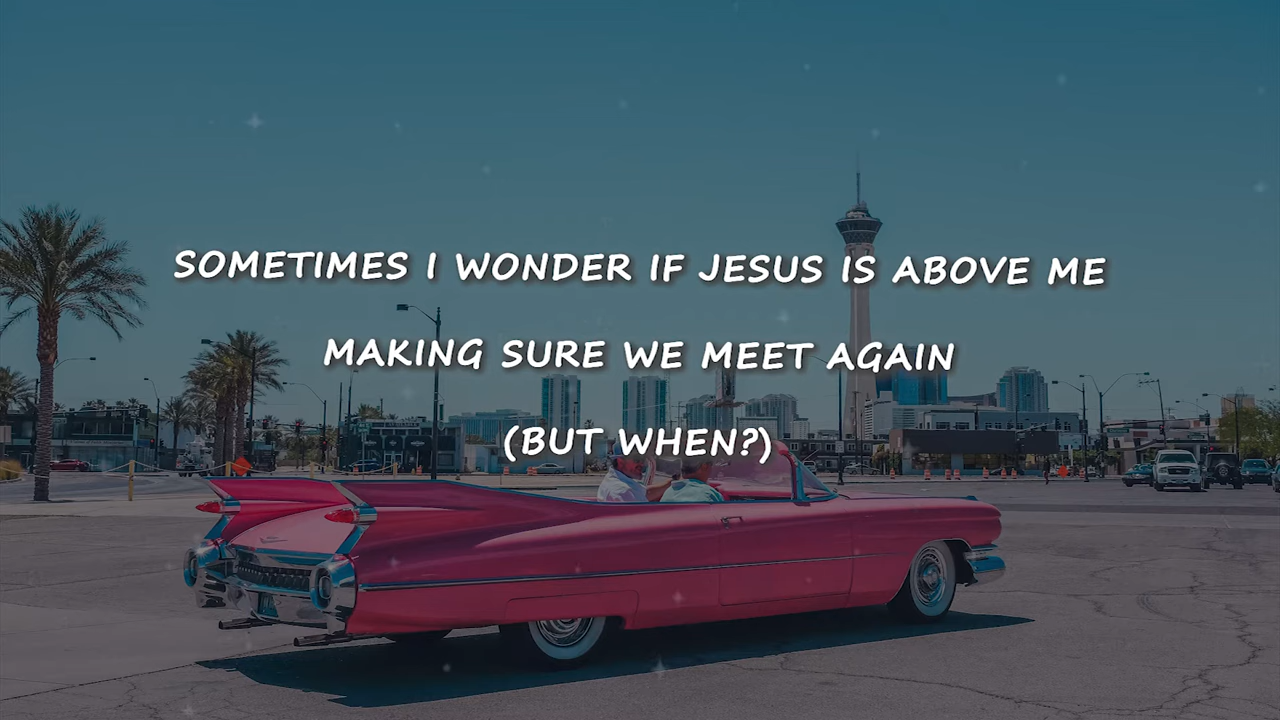 SOMETIMES I WONDER IF JESUS IS ABOVE ME
MAKING SURE WE MEET AGAIN
(BUT WHEN?)